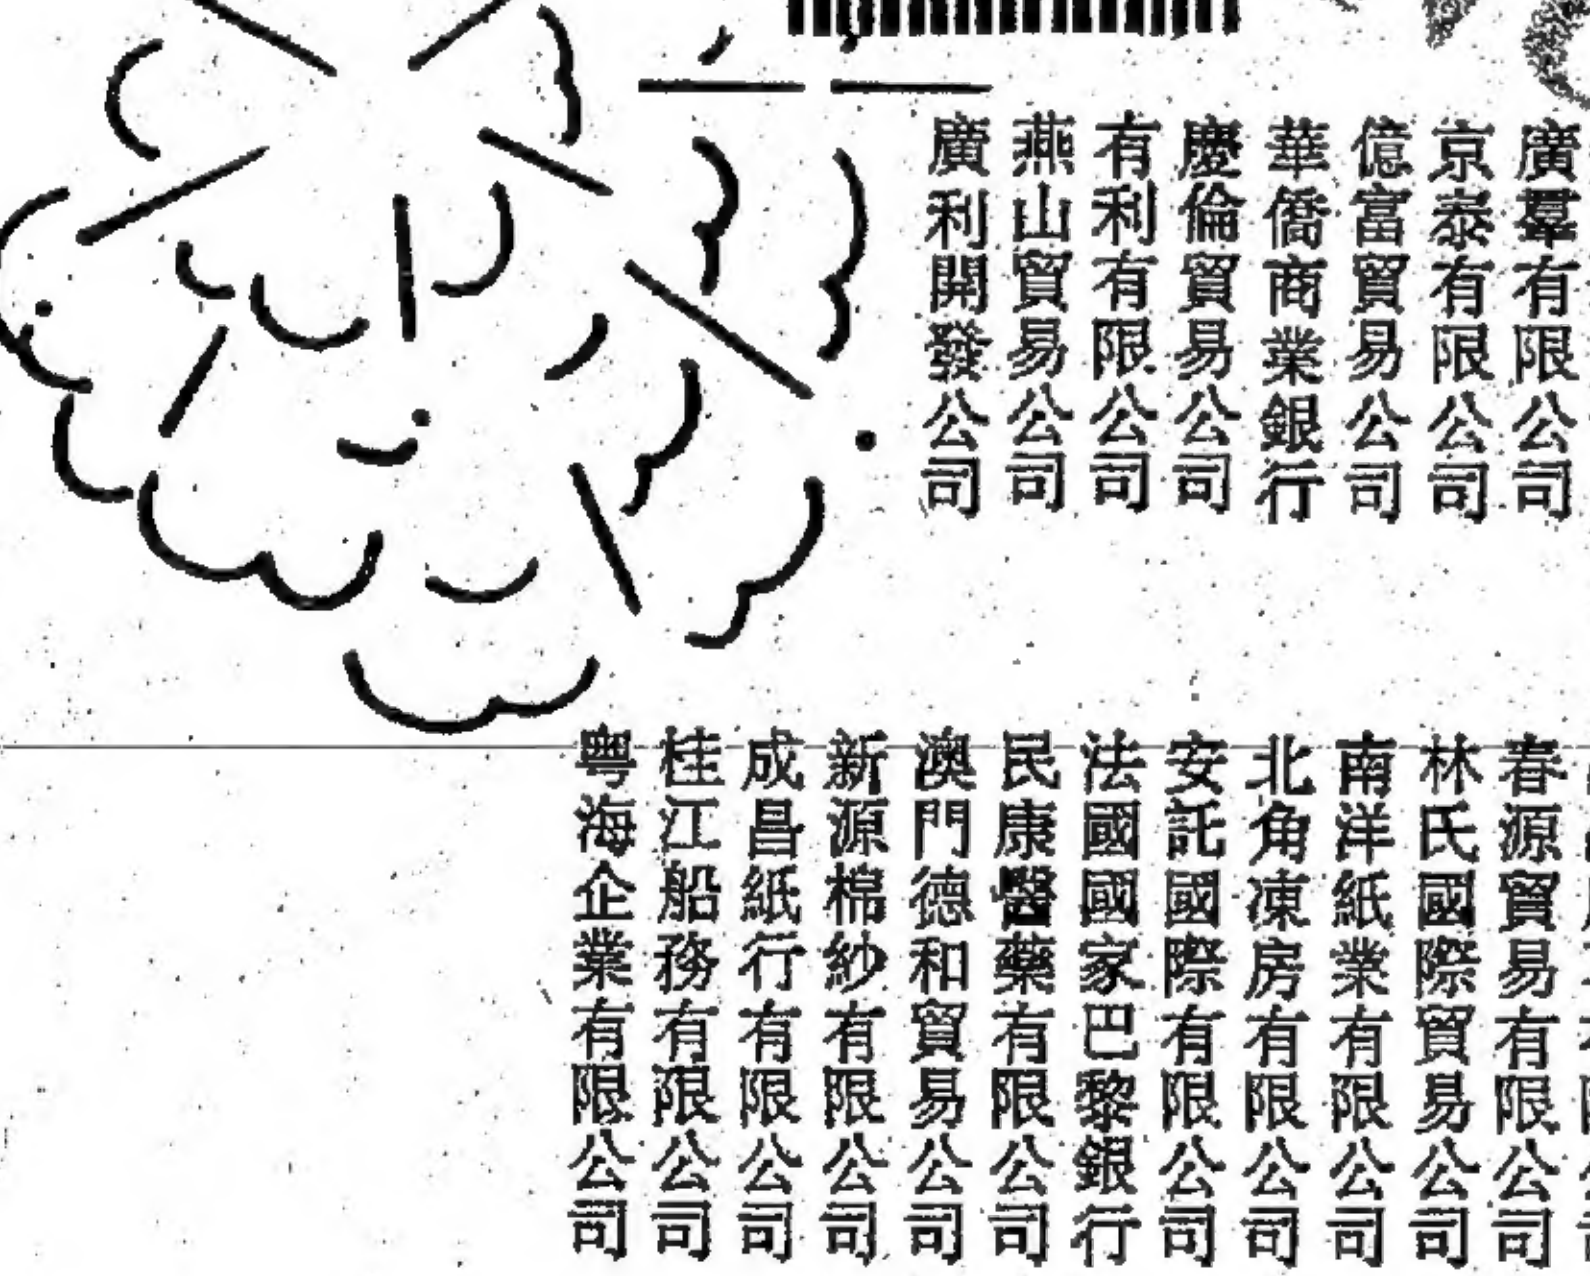 廣羣有限公司
京泰有限公司
億富貿易公司
華僑商業銀行
慶倫貿易公司
有利有限公司
燕山貿易公司
廣利開發公司
春源貿易有限公司
林氏國際貿易公司
南洋紙業有限公司
北角凍房有限公司
安託國際有限公司
法國國家巴黎銀行
民康醫藥有限公司
澳門德和貿易公司
新源棉紗有限公司
成昌紙行有限公司
桂江船務有限公司
粵海企業有限公司